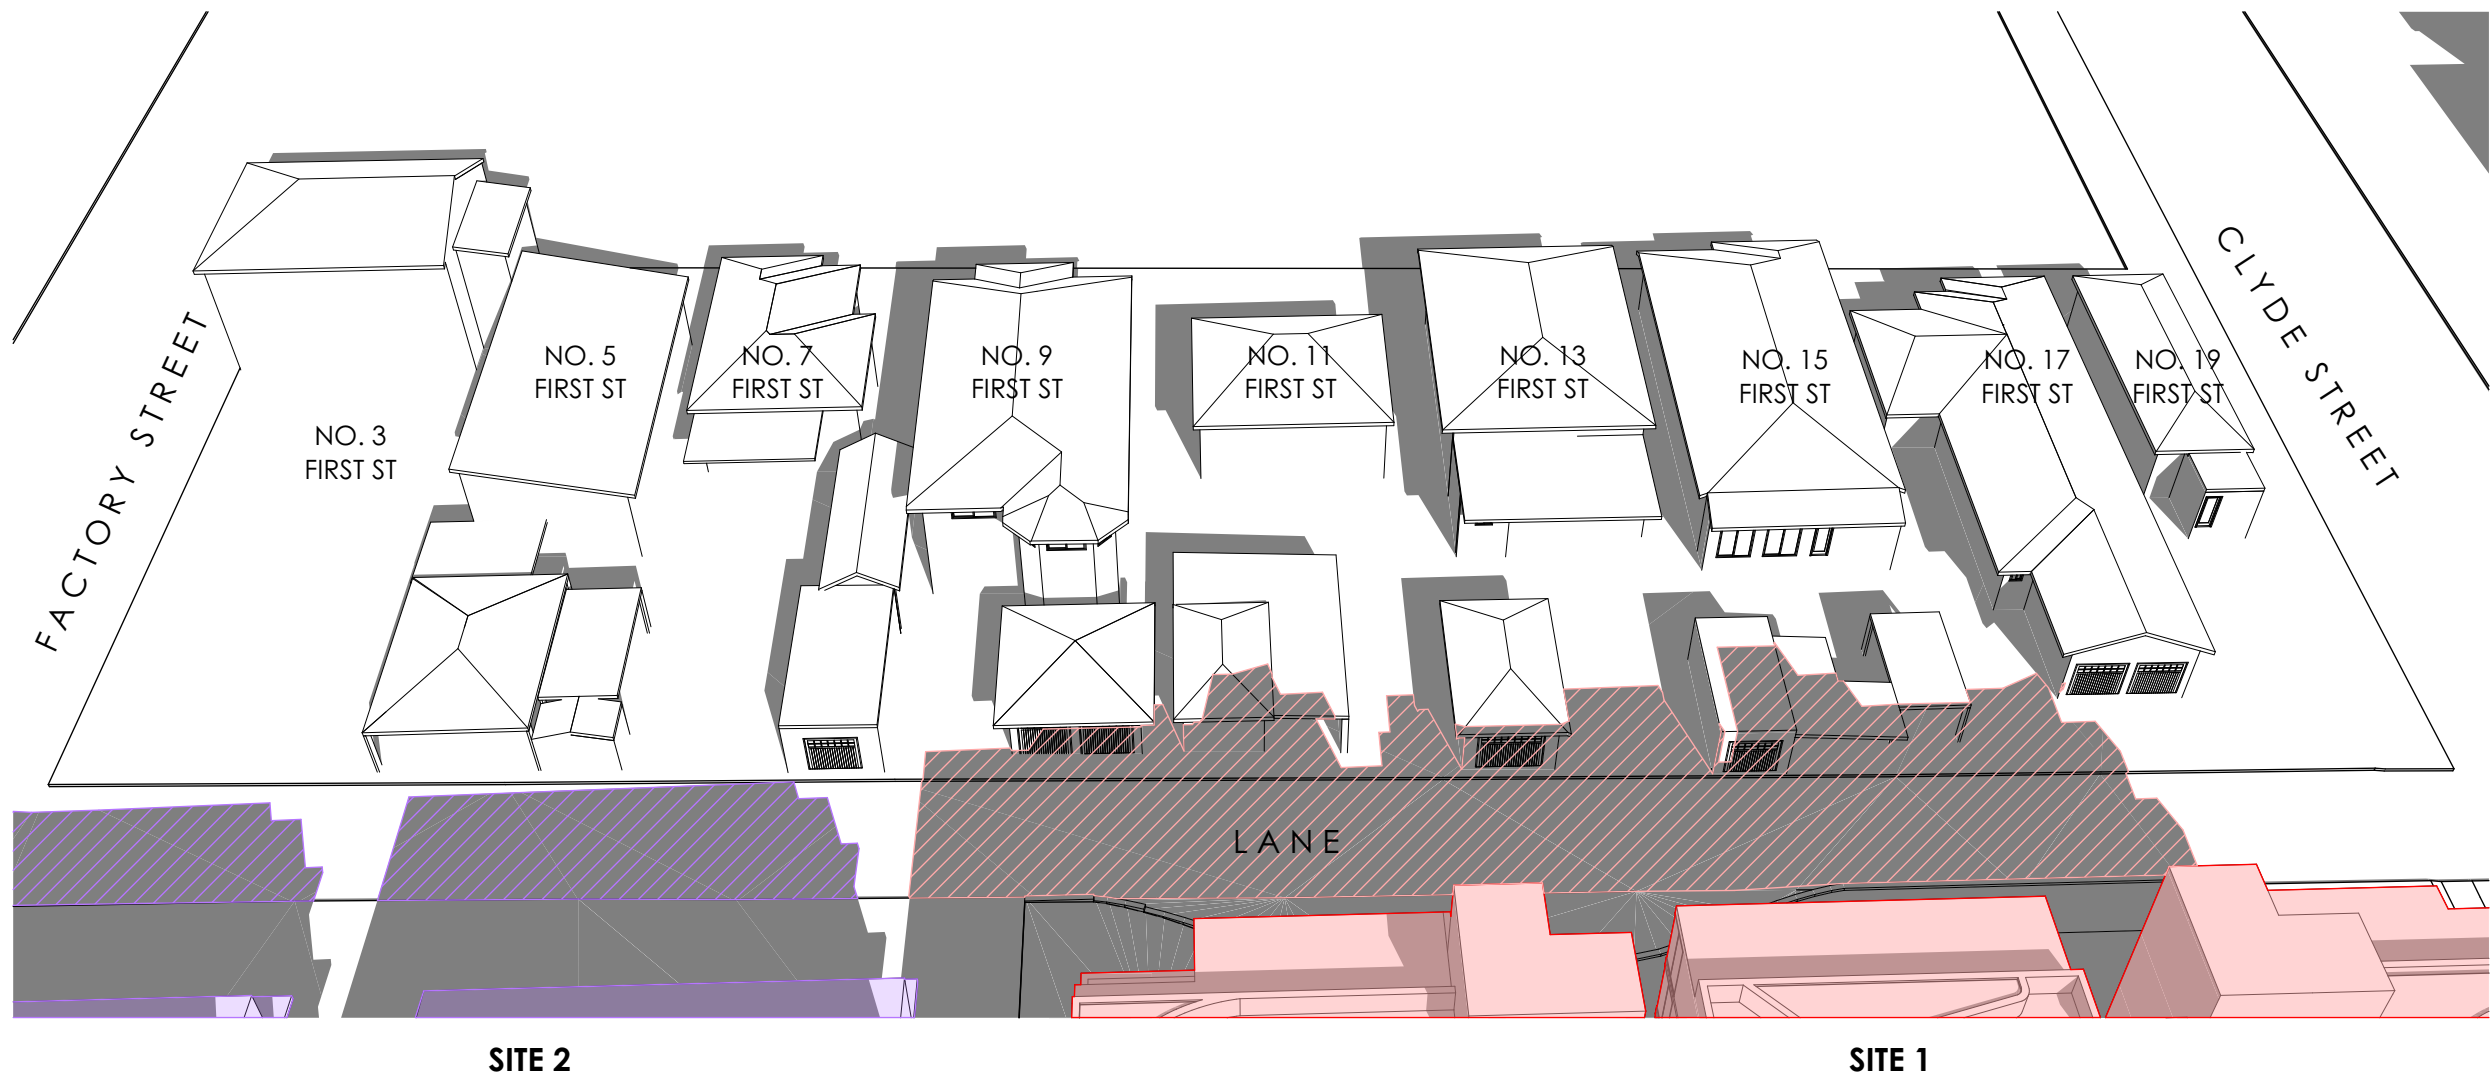 FACTORY STREET
NO. 3
FIRST ST
NO. 5
FIRST ST
NO. 7
FIRST ST
NO. 9
FIRST ST
NO. 11
FIRST ST
NO. 13
FIRST ST
NO. 15
FIRST ST
NO. 17
FIRST ST
NO. 19
FIRST ST
CLYDE STREET
LANE
SITE 2
SITE 1